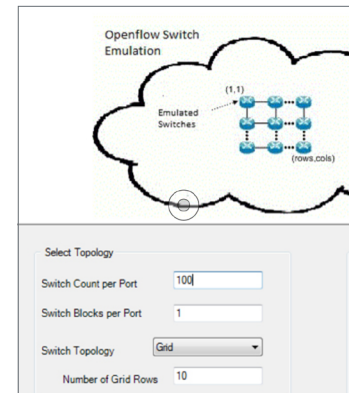 Openflow Switch
Emulation
(1,1)
Emulated
Switches
(rows,cols)
Select Topology
Switch Count per Port 100
Switch Blocks per Port 1
Switch Topology Grid
Number of Grid Rows 10